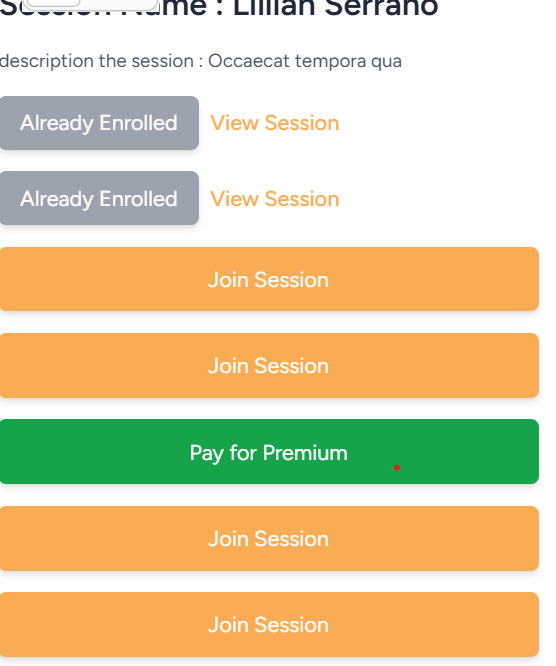 Session Name : Lillian Serrano
description the session : Occaecat tempora qua
Already Enrolled View Session
Already Enrolled View Session
Join Session
Join Session
Pay for Premium
Join Session
Join Session